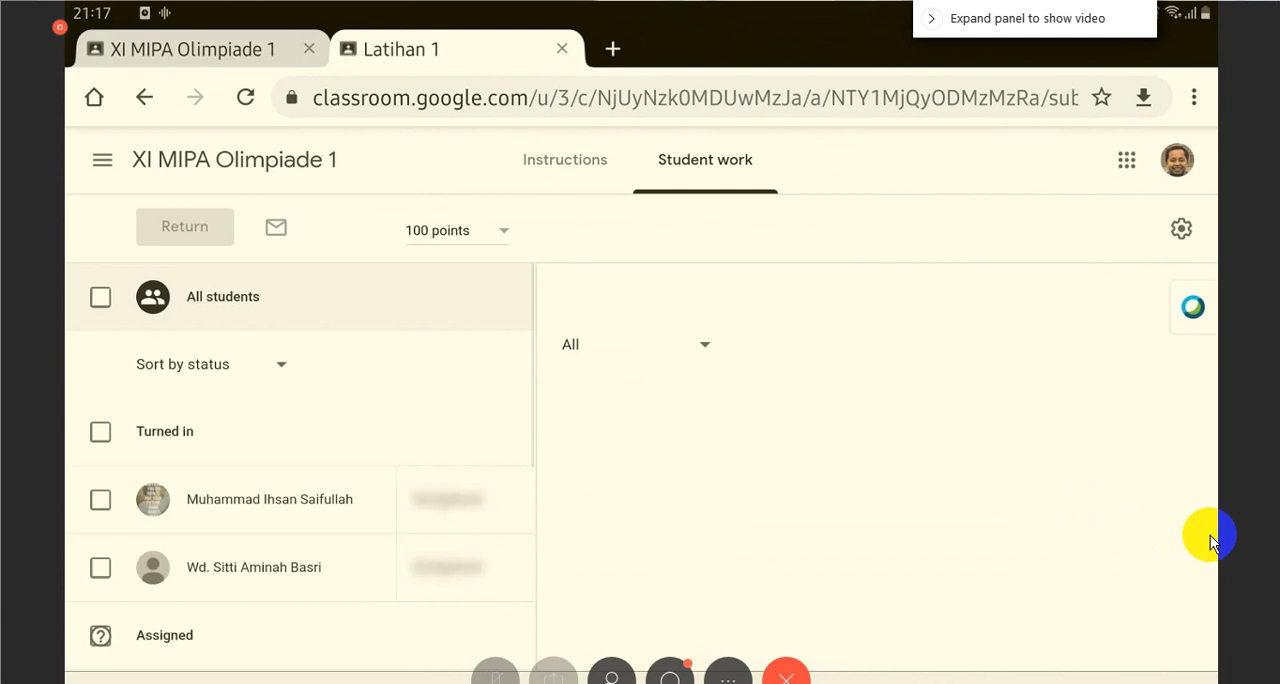 21:17
Expand panel to show video
XI MIPA Olimpiade 1
Latihan 1
classroom.google.com/u/3/c/NjUyNzk0MDUwMzJa/a/NTY1MjQyODMzMzRa/sub
XI MIPA Olimpiade 1
Instructions
Student work
Return
100 points
All students
All
Sort by status
Turned in
Muhammad Ihsan Saifullah
Wd. Sitti Aminah Basri
Assigned